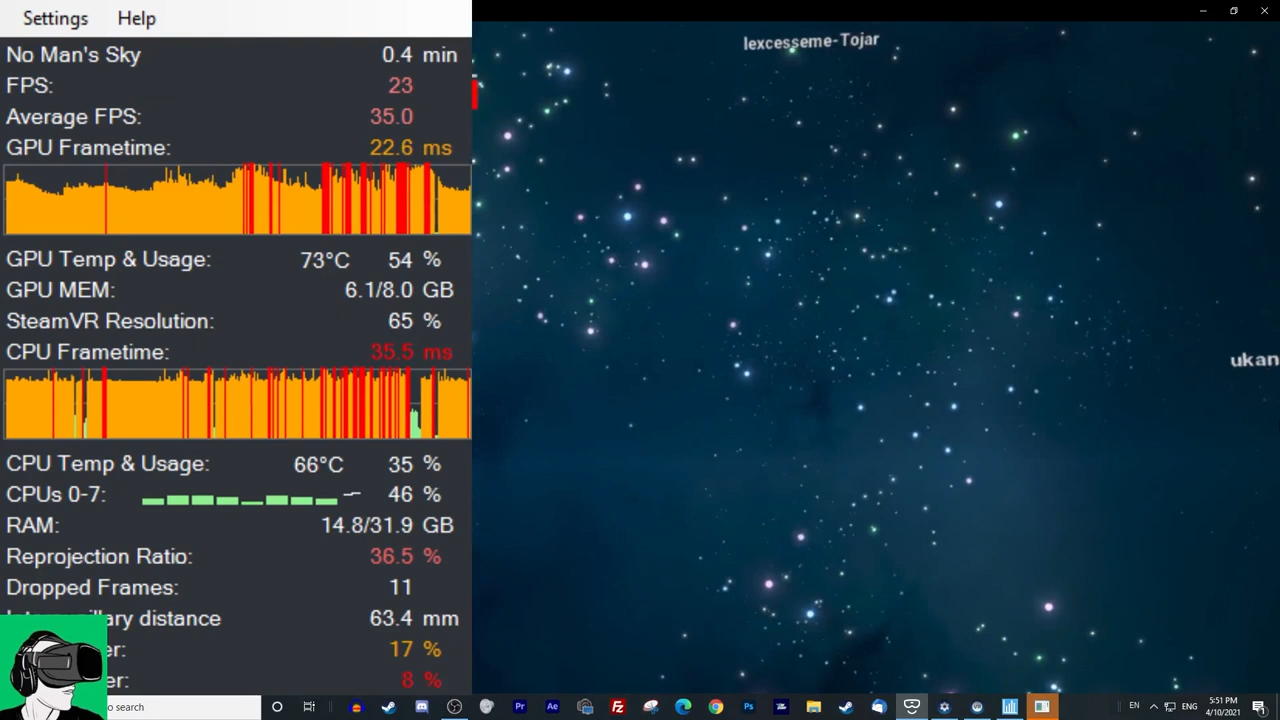 Settings Help
No Man's Sky 0.4 min
FPS: 23
Average FPS: 35.0
GPU Frametime: 22.6 ms
GPU Temp & Usage: 73°C 54 %
GPU MEM: 6.1/8.0 GB
SteamVR Resolution: 65 %
CPU Frametime: 35.5 ms
CPU Temp & Usage: 66°C 35 %
CPUs 0-7: 46 %
RAM: 14.8/31.9 GB
Reprojection Ratio: 36.5 %
Dropped Frames: 11
ary distance 63.4 mm
er: 17 %
er: 8 %
Iexcesseme-Tojar
ukan
o search
EN 5:51 PM
4/10/2021